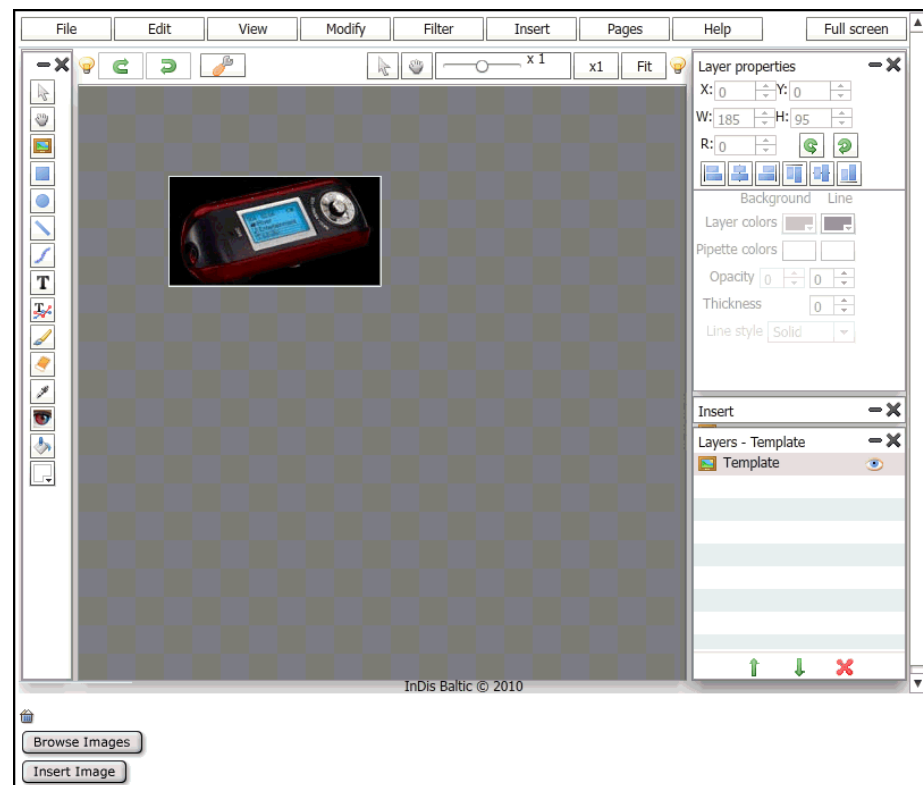 File Edit View Modify Filter Insert Pages Help Full screen
x 1 x1 Fit
Layer properties
X: 0 Y: 0
W: 185 H: 95
R: 0
Background Line
Layer colors
Pipette colors
Opacity 0 0
Thickness 0
Line style Solid
T
T
Entertainment
Insert
Layers - Template
Template
InDis Baltic © 2010
Browse Images
Insert Image